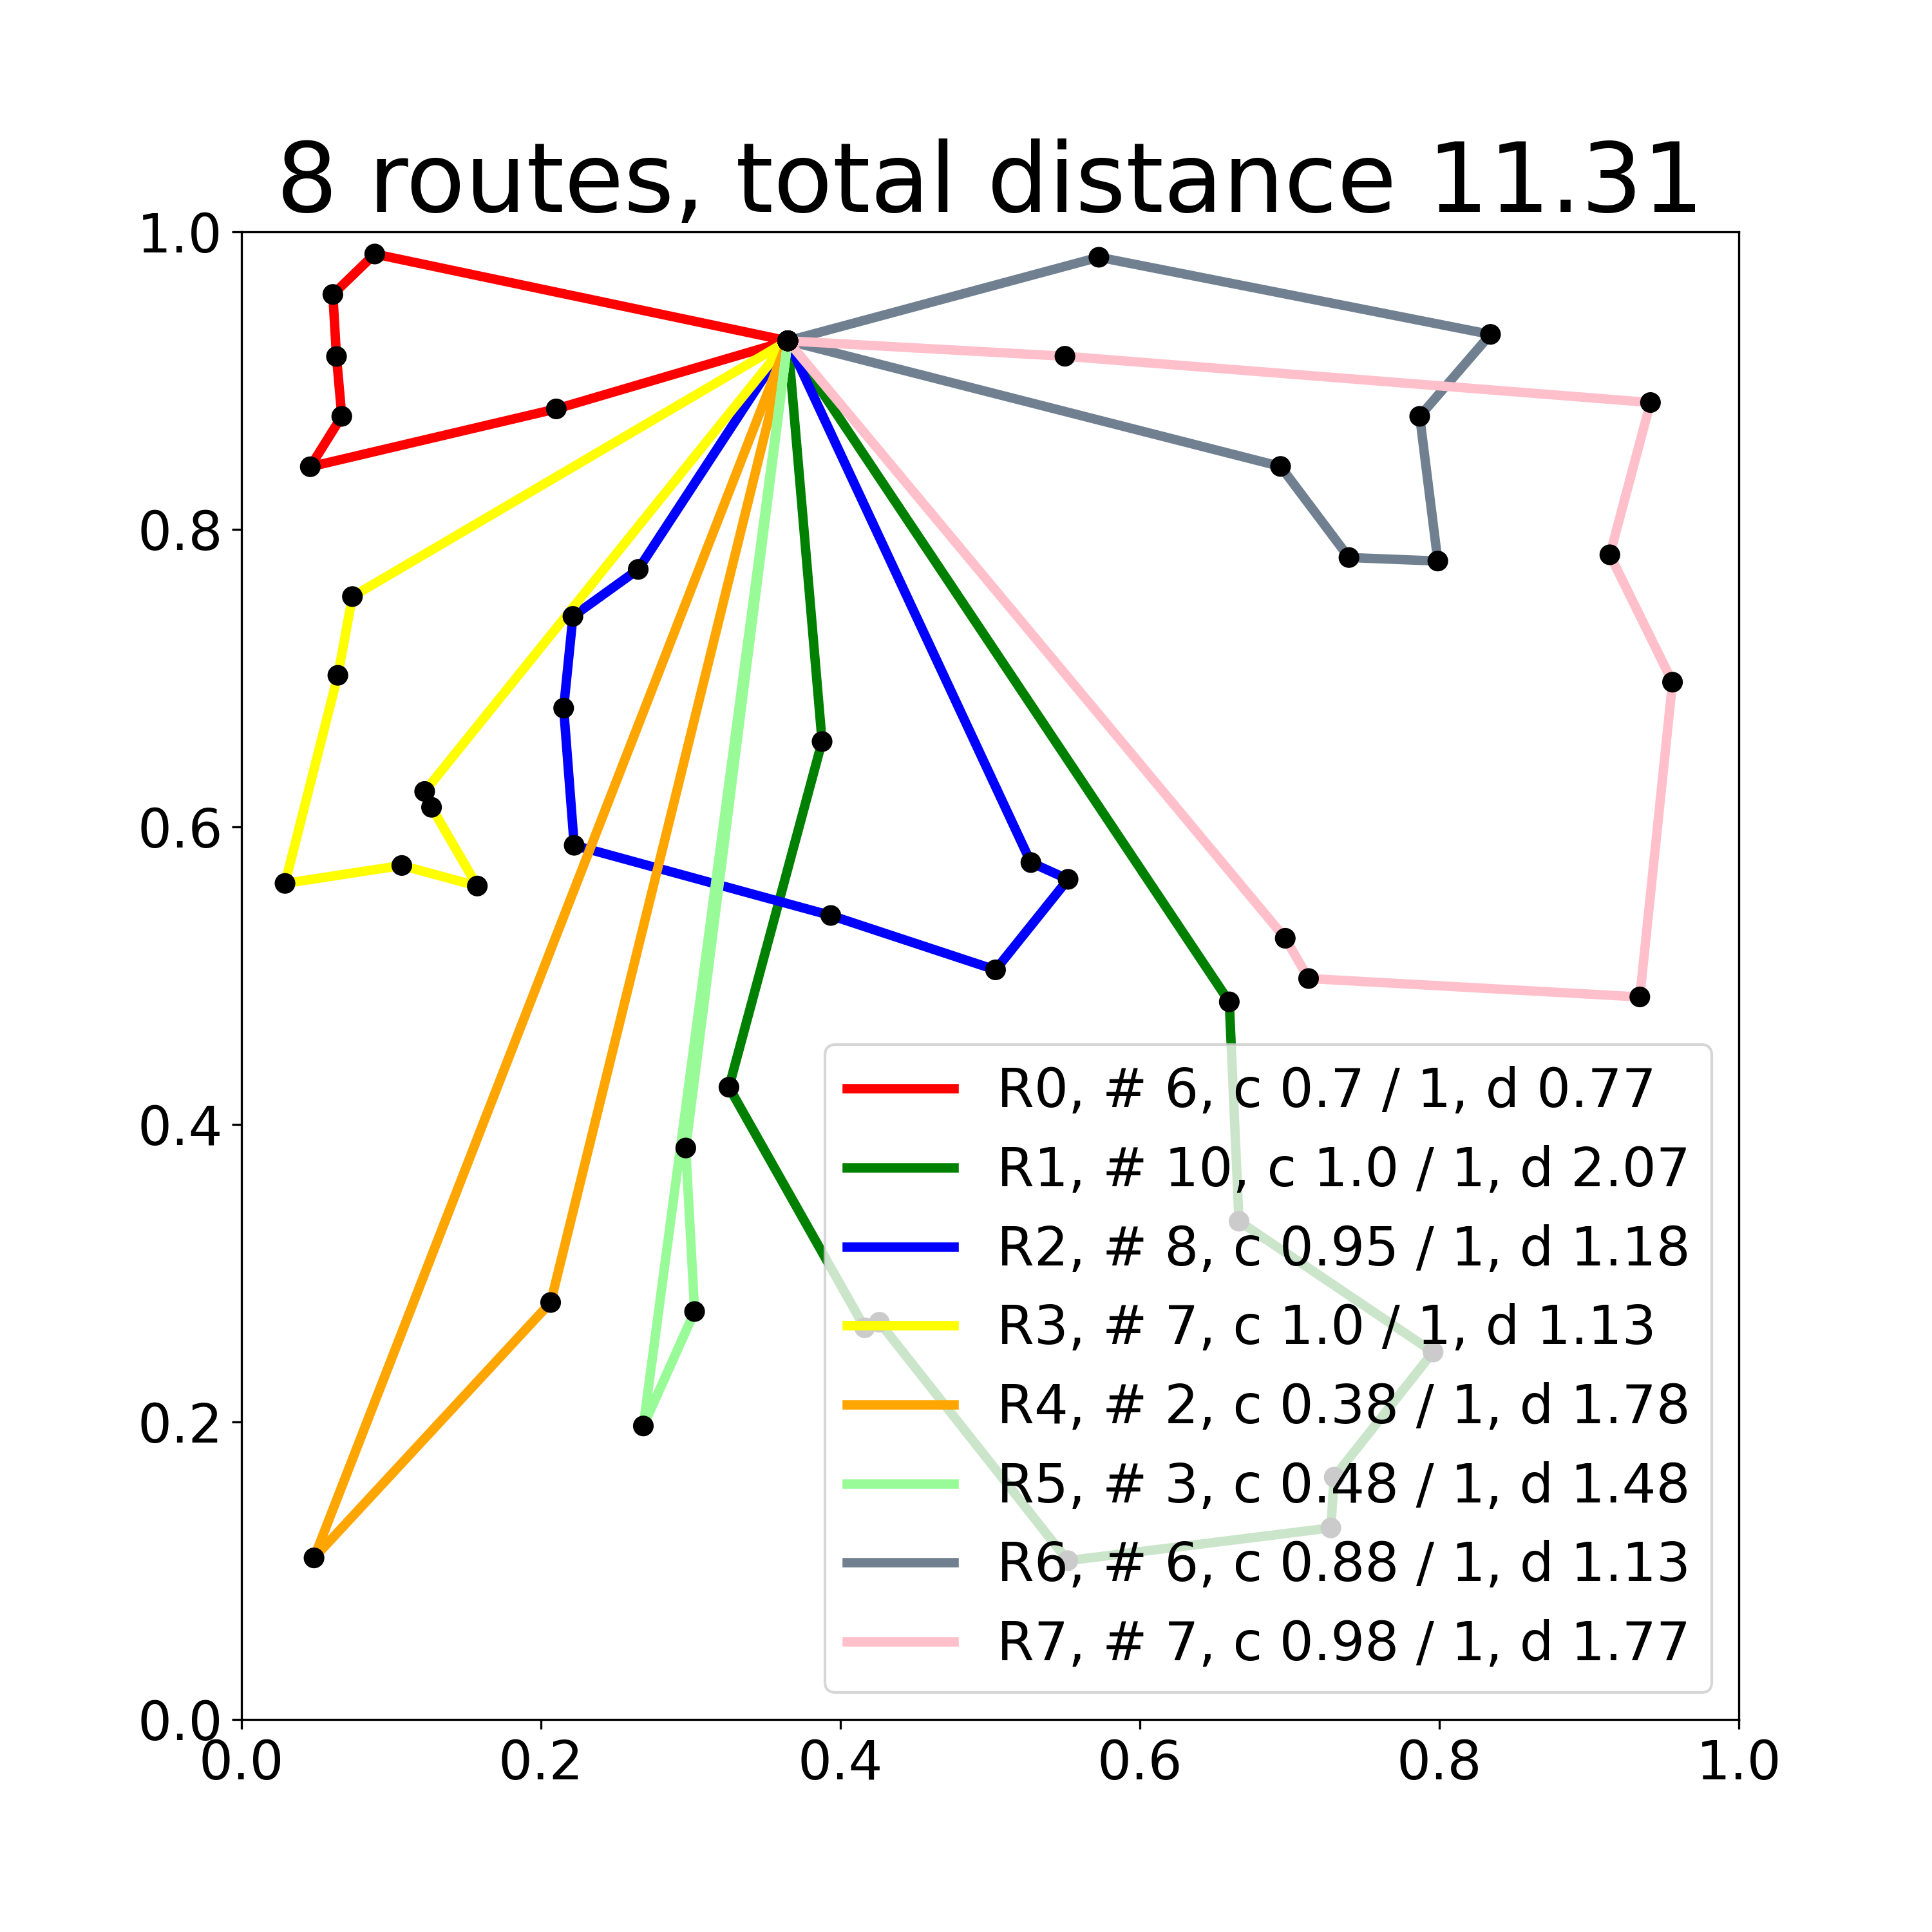 8 routes, total distance 11.31
1.0
0.8
0.6
0.4
0.2
0.0
R0, # 6, c 0.7 / 1, d 0.77
R1, # 10, c 1.0 / 1, d 2.07
R2, # 8, c 0.95 / 1, d 1.18
R3, # 7, c 1.0 / 1, d 1.13
R4, # 2, c 0.38 / 1, d 1.78
R5, # 3, c 0.48 / 1, d 1.48
R6, # 6, c 0.88 / 1, d 1.13
R7, # 7, c 0.98 / 1, d 1.77
0.0 0.2 0.4 0.6 0.8 1.0